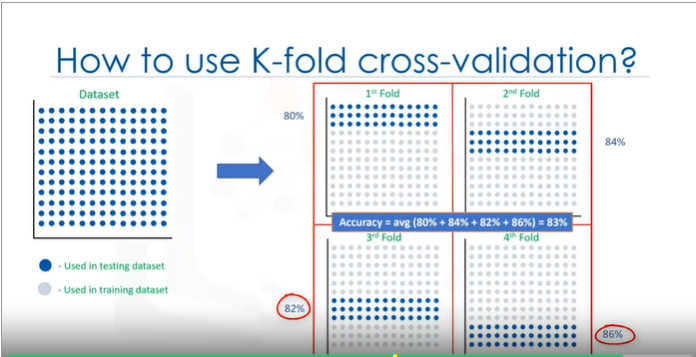 How to use K-fold cross-validation?
Dataset
1st Fold
2nd Fold
80%
84%
Accuracy = avg (80% + 84% + 82% + 86%) = 83%
3rd Fold
4th Fold
- Used in testing dataset
- Used in training dataset
82%
86%